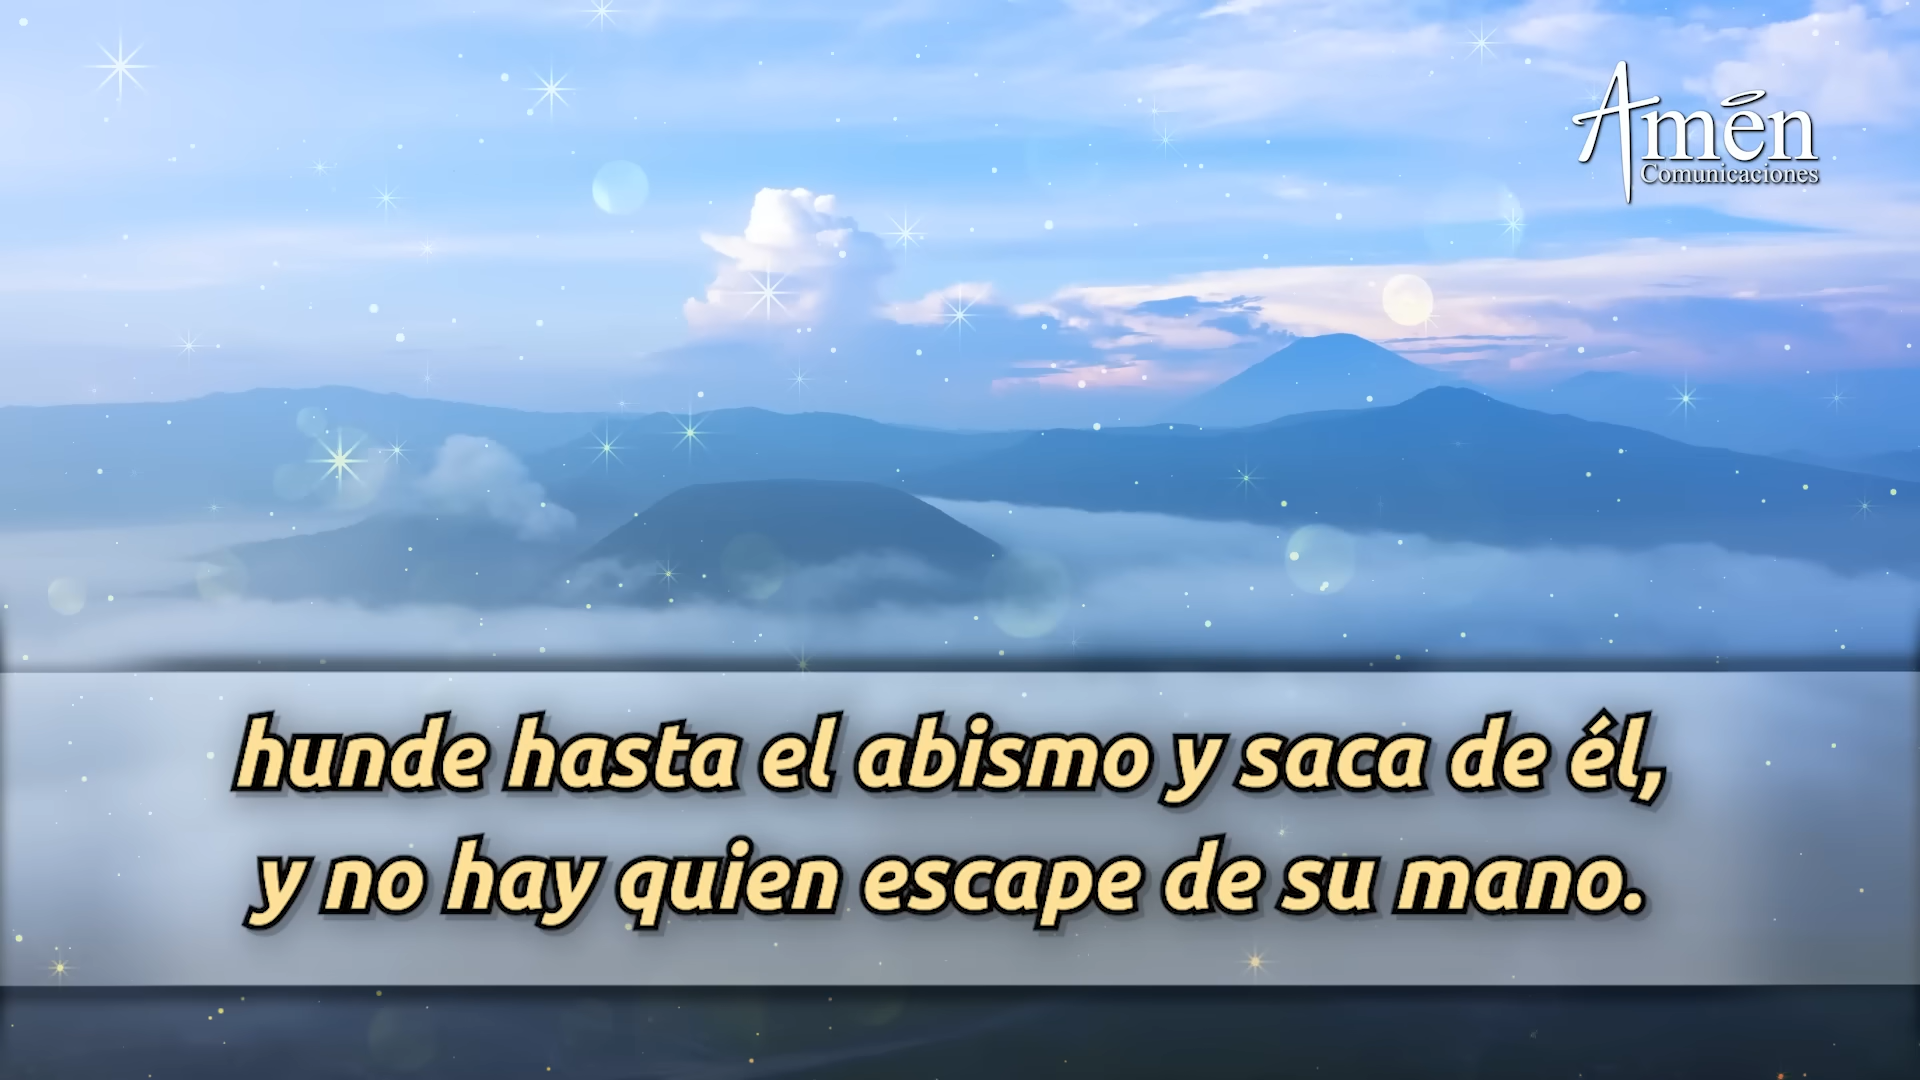 Amén
Comunicaciones
hunde hasta el abismo y saca de él,
y no hay quien escape de su mano.